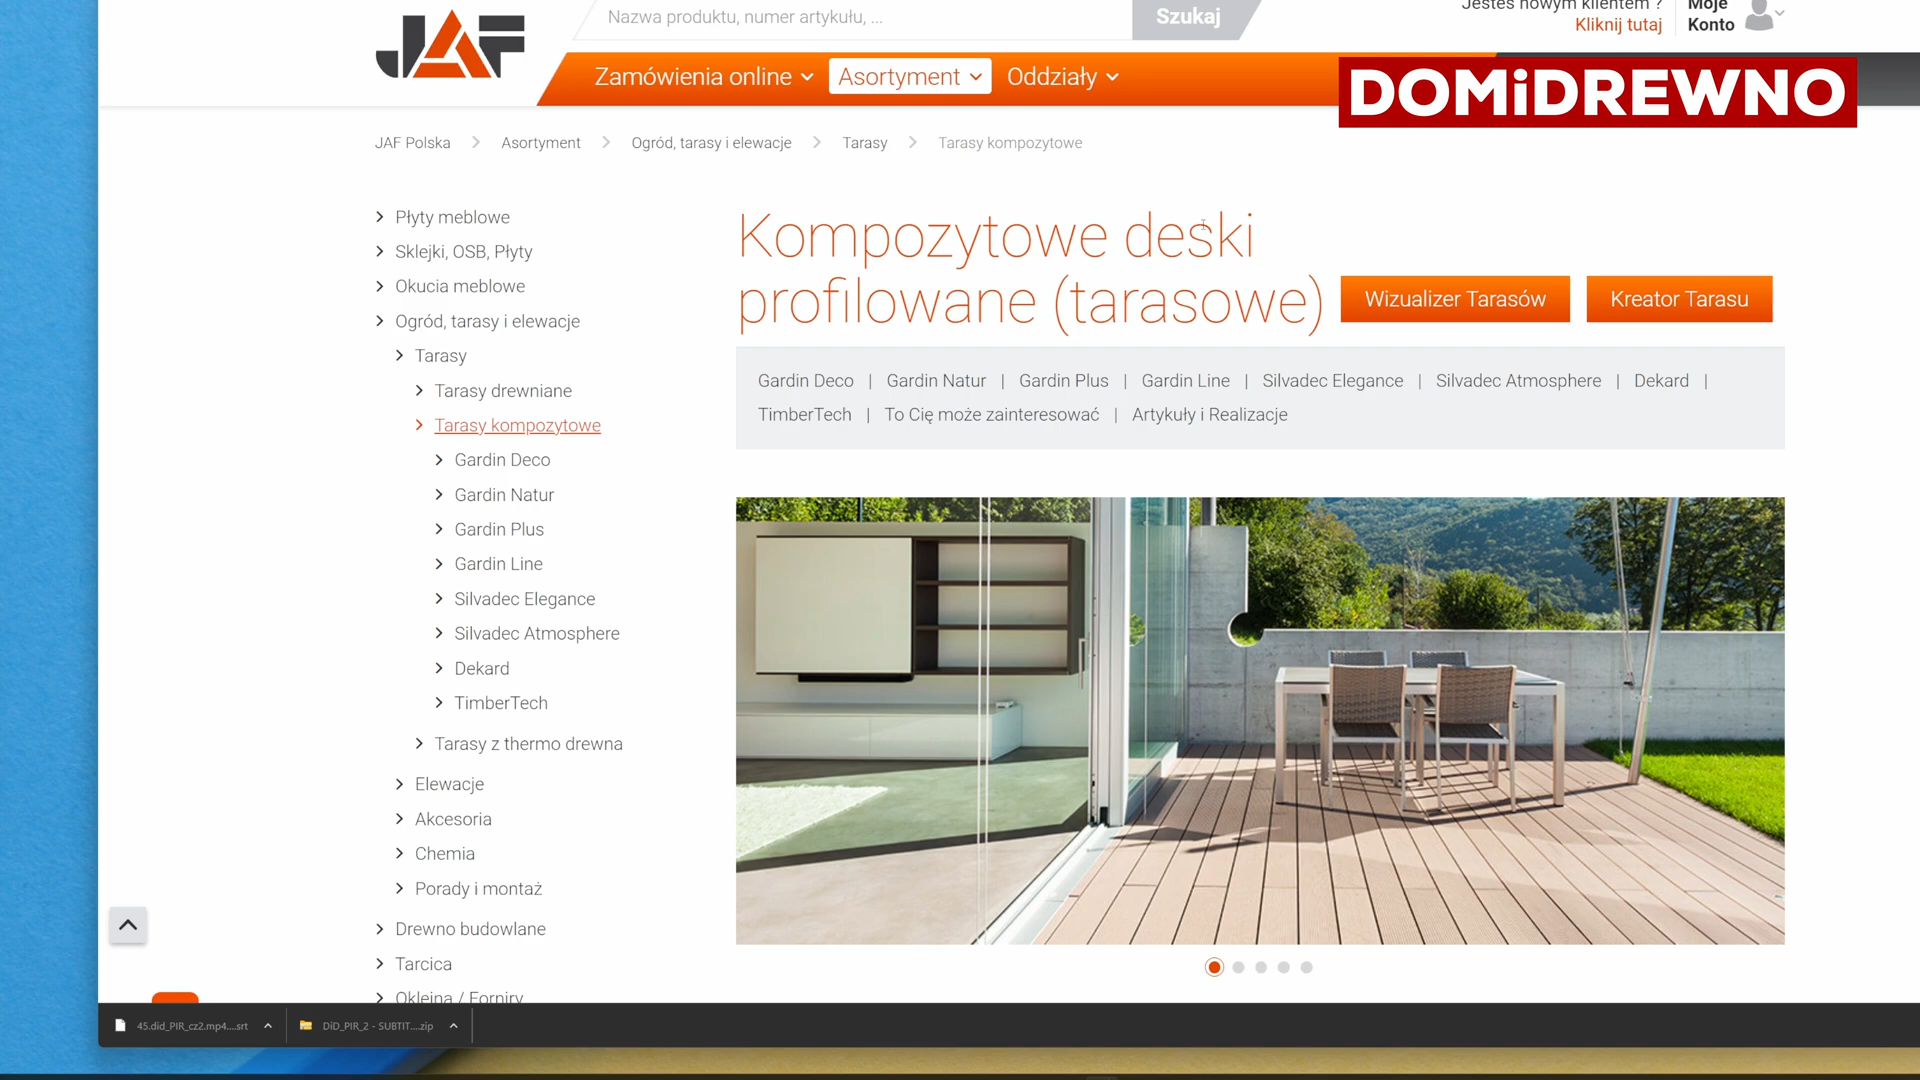 Nazwa produktu, numer artykułu, ...
Szukaj
Jesteś nowym klientem ?
Kliknij tutaj
Moje
Konto
JAF
Zamówienia online
Asortyment
Oddziały
DOMiDREWNO
JAF Polska
Asortyment
Ogród, tarasy i elewacje
Tarasy
Tarasy kompozytowe
Płyty meblowe
Sklejki, OSB, Płyty
Okucia meblowe
Ogród, tarasy i elewacje
Tarasy
Tarasy drewniane
Tarasy kompozytowe
Gardin Deco
Gardin Natur
Gardin Plus
Gardin Line
Silvadec Elegance
Silvadec Atmosphere
Dekard
TimberTech
Tarasy z thermo drewna
Elewacje
Akcesoria
Chemia
Porady i montaż
Drewno budowlane
Tarcica
Okleina / Forniry
Kompozytowe deski
profilowane (tarasowe)
Wizualizer Tarasów
Kreator Tarasu
Gardin Deco | Gardin Natur | Gardin Plus | Gardin Line | Silvadec Elegance | Silvadec Atmosphere | Dekard |
TimberTech | To Cię może zainteresować | Artykuły i Realizacje
45.did_PIR_cz2.mp4....srt
DiD_PIR_2 - SUBTIT....zip